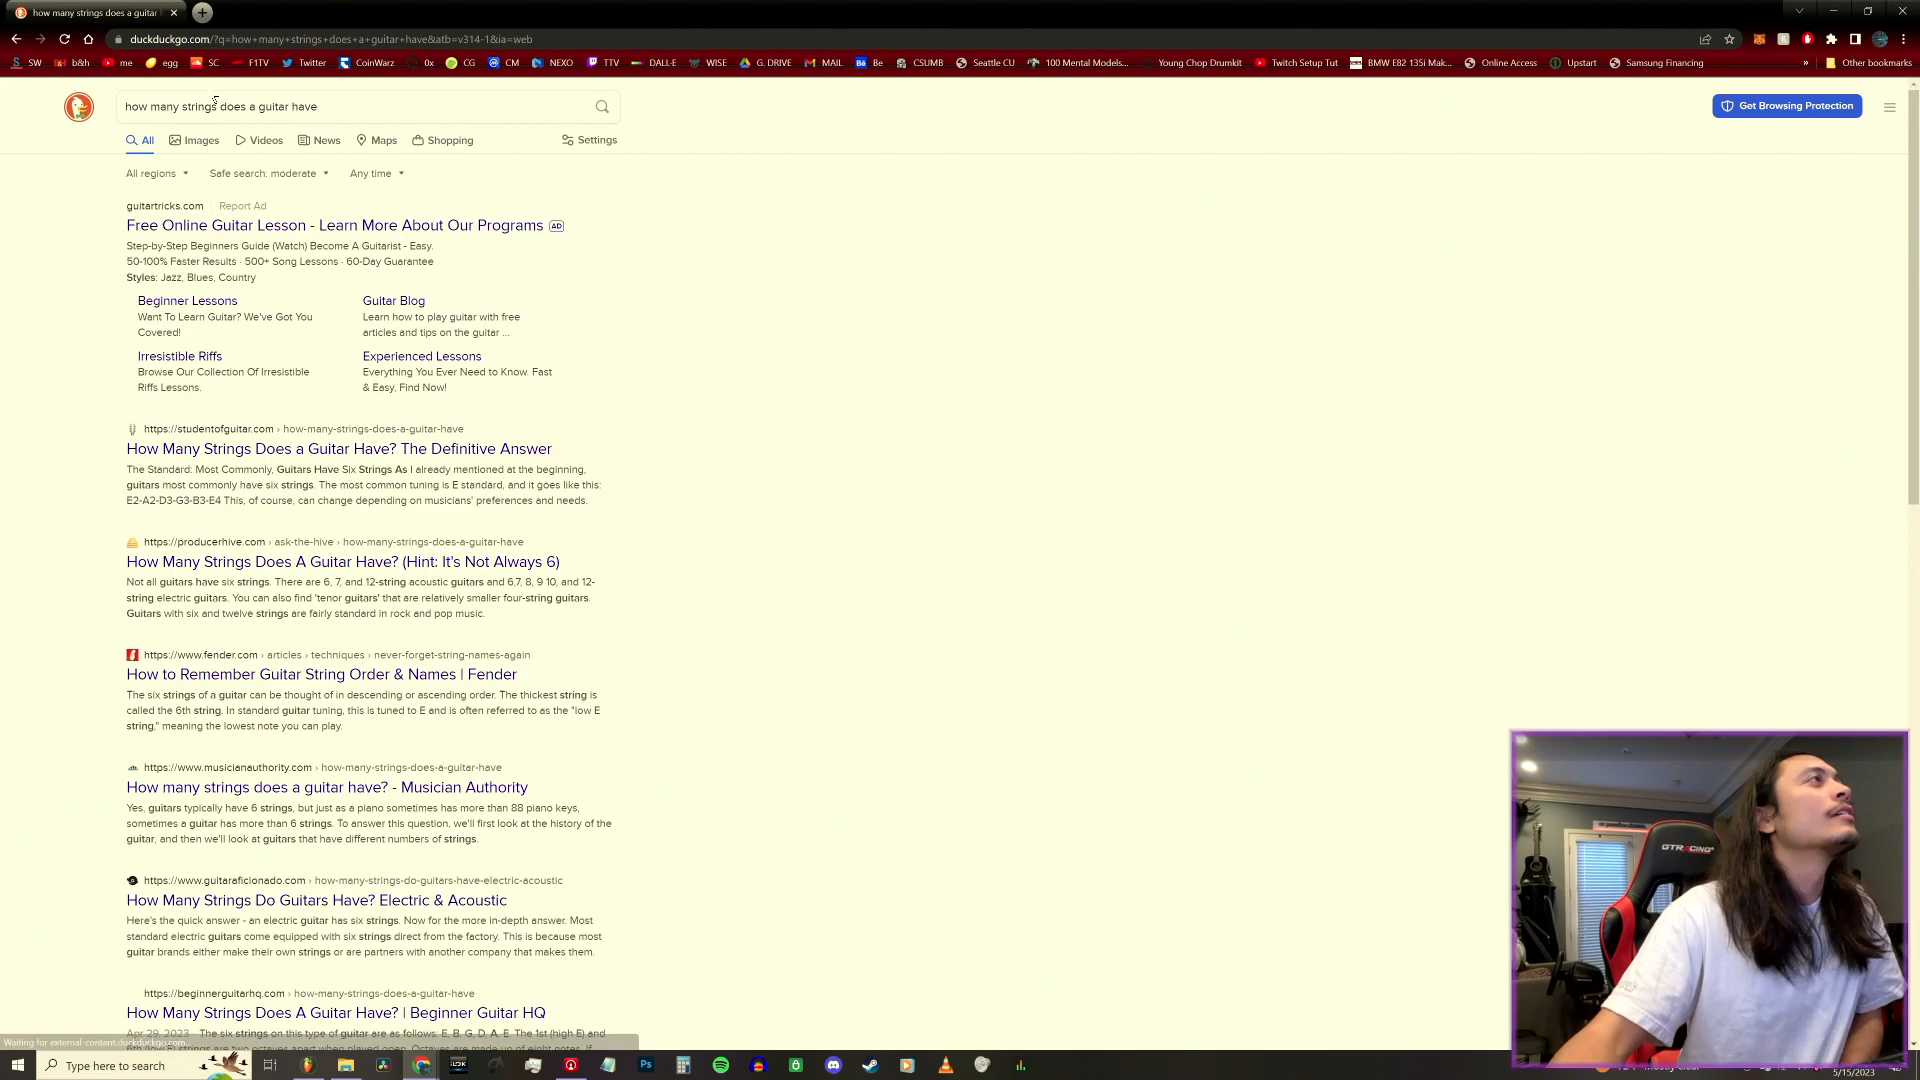 how many strings does a guitar
duckduckgo.com/?q=how+many+strings+does+a+guitar+have&atb=v314-1&ia=web
SW b&h me egg SC F1TV Twitter CoinWarz 0x CG CM NEXO TTV DALL-E WISE G. DRIVE MAIL Be CSUMB Seattle CU 100 Mental Models... Young Chop Drumkit Twitch Setup Tut BMW E82 135i Mak... Online Access Upstart Samsung Financing » Other bookmarks
how many strings does a guitar have
Get Browsing Protection
All Images Videos News Maps Shopping Settings
All regions Safe search: moderate Any time
guitartricks.com Report Ad
Free Online Guitar Lesson - Learn More About Our Programs AD
Step-by-Step Beginners Guide (Watch) Become A Guitarist - Easy.
50-100% Faster Results · 500+ Song Lessons · 60-Day Guarantee
Styles: Jazz, Blues, Country
Beginner Lessons
Want To Learn Guitar? We've Got You
Covered!
Guitar Blog
Learn how to play guitar with free
articles and tips on the guitar ...
Irresistible Riffs
Browse Our Collection Of Irresistible
Riffs Lessons.
Experienced Lessons
Everything You Ever Need to Know. Fast
& Easy, Find Now!
https://studentofguitar.com › how-many-strings-does-a-guitar-have
How Many Strings Does a Guitar Have? The Definitive Answer
The Standard: Most Commonly, Guitars Have Six Strings As I already mentioned at the beginning,
guitars most commonly have six strings. The most common tuning is E standard, and it goes like this:
E2-A2-D3-G3-B3-E4 This, of course, can change depending on musicians' preferences and needs.
https://producerhive.com › ask-the-hive › how-many-strings-does-a-guitar-have
How Many Strings Does A Guitar Have? (Hint: It's Not Always 6)
Not all guitars have six strings. There are 6, 7, and 12-string acoustic guitars and 6,7, 8, 9 10, and 12-
string electric guitars. You can also find 'tenor guitars' that are relatively smaller four-string guitars.
Guitars with six and twelve strings are fairly standard in rock and pop music.
https://www.fender.com › articles › techniques › never-forget-string-names-again
How to Remember Guitar String Order & Names | Fender
The six strings of a guitar can be thought of in descending or ascending order. The thickest string is
called the 6th string. In standard guitar tuning, this is tuned to E and is often referred to as the "low E
string," meaning the lowest note you can play.
https://www.musicianauthority.com › how-many-strings-does-a-guitar-have
How many strings does a guitar have? - Musician Authority
Yes, guitars typically have 6 strings, but just as a piano sometimes has more than 88 piano keys,
sometimes a guitar has more than 6 strings. To answer this question, we'll first look at the history of the
guitar, and then we'll look at guitars that have different numbers of strings.
https://www.guitaraficionado.com › how-many-strings-do-guitars-have-electric-acoustic
How Many Strings Do Guitars Have? Electric & Acoustic
Here's the quick answer - an electric guitar has six strings. Now for the more in-depth answer. Most
standard electric guitars come equipped with six strings direct from the factory. This is because most
guitar brands either make their own strings or are partners with another company that makes them.
https://beginnerguitarhq.com › how-many-strings-does-a-guitar-have
How Many Strings Does A Guitar Have? | Beginner Guitar HQ
Apr 29, 2023 The six strings on this type of guitar are as follows: E, B, G, D, A, E. The 1st (high E) and
Waiting for external-content.duckduckgo.com...
GTRACING
Type here to search
Ps
5/15/2023